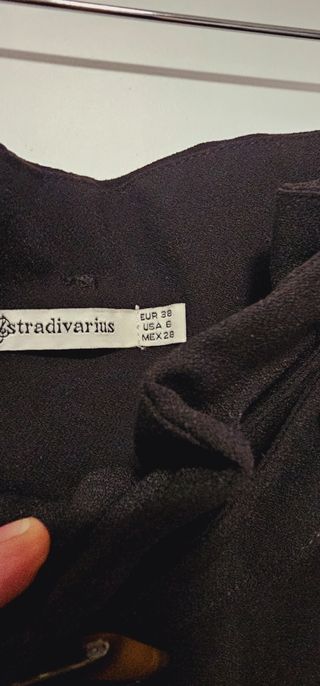 stradivarius
EUR 38
USA 6
MEX 28